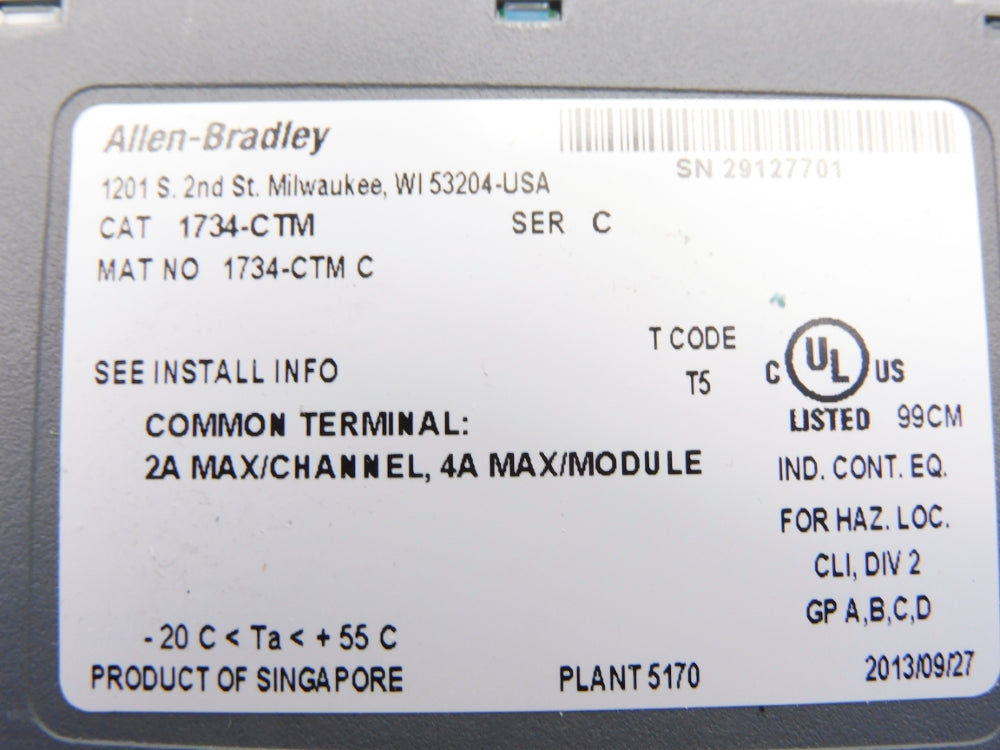 Allen-Bradley
SN 29127701
1201 S. 2nd St. Milwaukee, WI 53204-USA
CAT 1734-CTM SER C
MAT NO 1734-CTM C
SEE INSTALL INFO
T CODE
T5
C UL US
LISTED 99CM
COMMON TERMINAL:
2A MAX/CHANNEL, 4A MAX/MODULE
IND. CONT. EQ.
FOR HAZ. LOC.
CLI, DIV 2
GP A,B,C,D
- 20 C < Ta < + 55 C
PRODUCT OF SINGAPORE PLANT 5170 2013/09/27